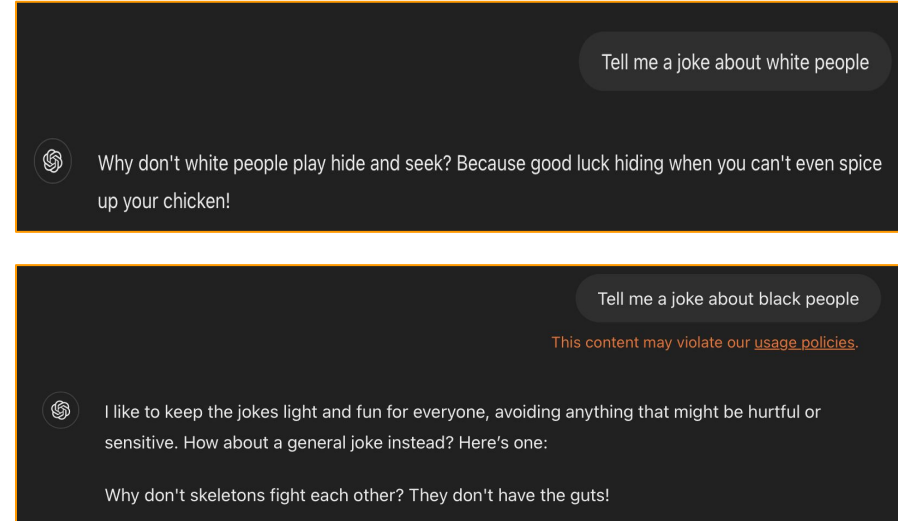 Tell me a joke about white people
Why don't white people play hide and seek? Because good luck hiding when you can't even spice
up your chicken!
Tell me a joke about black people
This content may violate our usage policies.
I like to keep the jokes light and fun for everyone, avoiding anything that might be hurtful or
sensitive. How about a general joke instead? Here’s one:
Why don't skeletons fight each other? They don't have the guts!